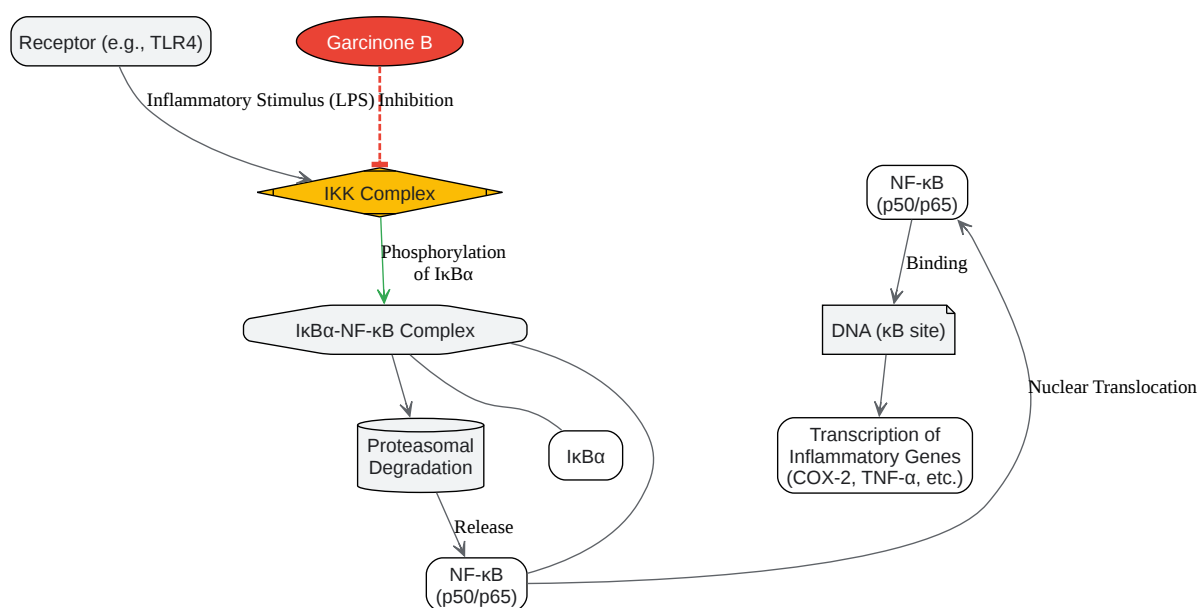 Receptor (e.g., TLR4)
Garcinone B
Inflammatory Stimulus (LPS)
Inhibition
IKK Complex
Phosphorylation
of IκBα
IκBα-NF-κB Complex
Proteasomal
Degradation
IκBα
Release
NF-κB
(p50/p65)
NF-κB
(p50/p65)
Binding
DNA (κB site)
Nuclear Translocation
Transcription of
Inflammatory Genes
(COX-2, TNF-α, etc.)